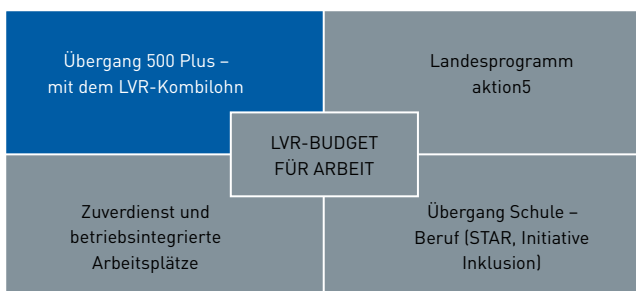 Übergang 500 Plus –
mit dem LVR-Kombilohn
Landesprogramm
aktion5
LVR-BUDGET
FÜR ARBEIT
Zuverdienst und
betriebsintegrierte
Arbeitsplätze
Übergang Schule –
Beruf (STAR, Initiative
Inklusion)